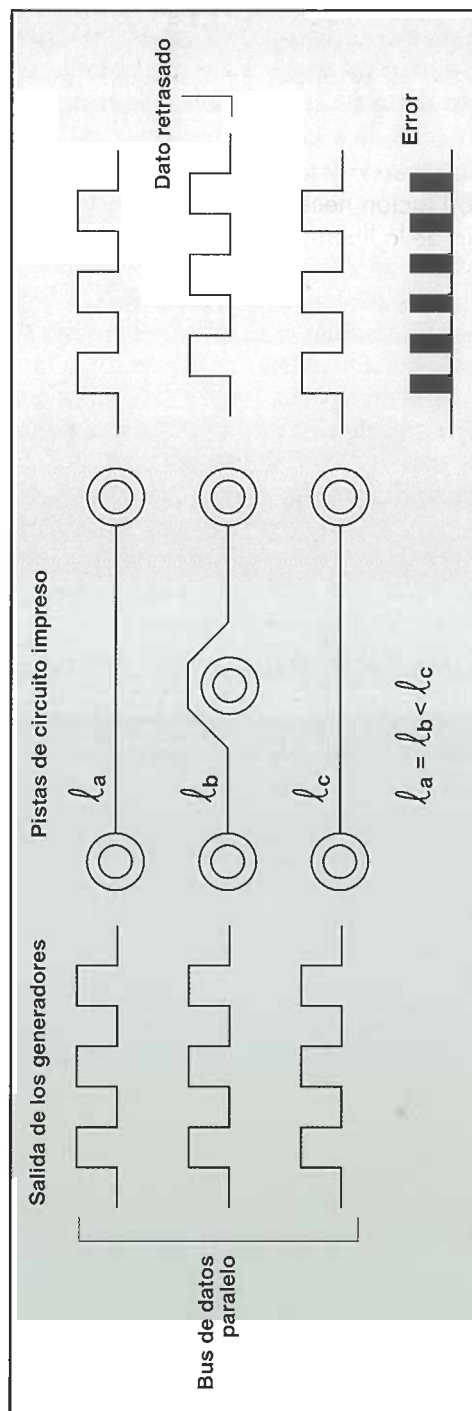 Salida de los generadores
Pistas de circuito impreso
Bus de datos
paralelo
ℓa
ℓb
ℓc
ℓa = ℓb < ℓc
Dato retrasado
Error